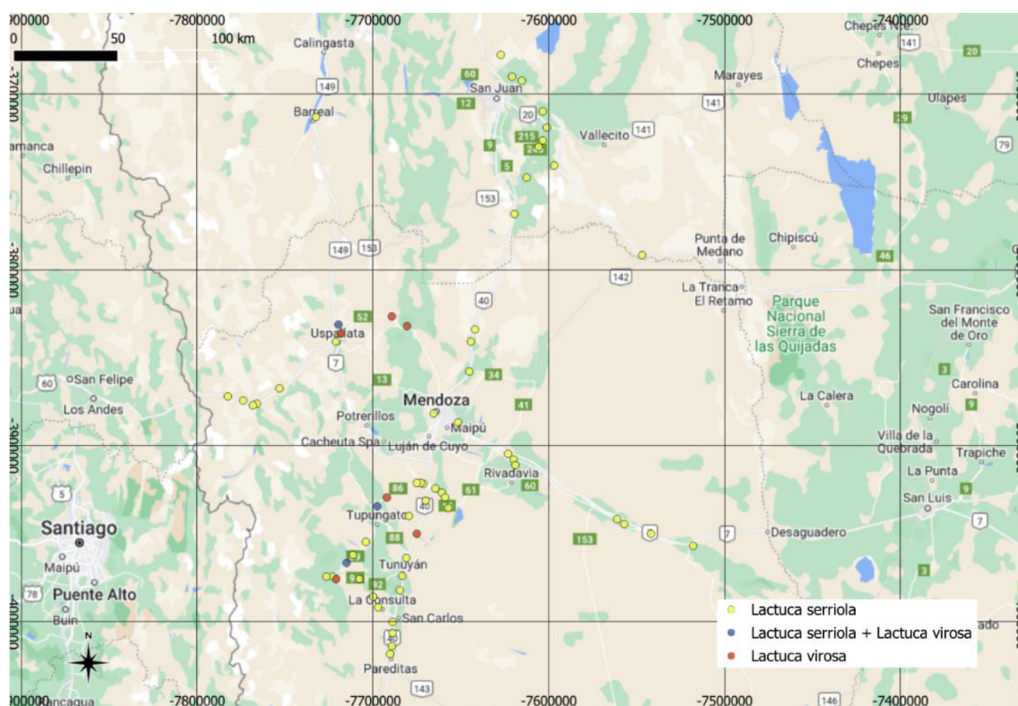 -7800000
-7700000
-7600000
-7500000
-7400000
0 50 100 km
Calingasta
Chepes Nte.
141
20
Chepes
60
San Juan
Marayes
-3700000
149
12
Ulapes
Barreal
20
141
141
29
215
Vallecito
9
79
Chillepin
5
153
149
153
Punta de
Medano
Chipiscú
-3800000
46
142
La Tranca
El Retamo
40
52
Parque
Nacional
Sierra de
las Quijadas
San Francisco
del Monte
de Oro
Uspallata
7
3
60
San Felipe
13
34
Carolina
Los Andes
Mendoza
41
La Calera
9
Potrerillos
Maipú
Nogolí
Cacheuta Spa
Luján de Cuyo
Villa de la
Quebrada
-3900000
Trapiche
Rivadavia
La Punta
5
86
61
60
9
40
San Luis
Santiago
Tupungato
88
153
7
Desaguadero
7
Maipú
Tunuyán
3
78
Puente Alto
92
Buin
La Consulta
San Carlos
Lactuca serriola
N
40
Lactuca serriola + Lactuca virosa
Pareditas
Lactuca virosa
143
146
-7800000
-7700000
-7600000
-7500000
-7400000